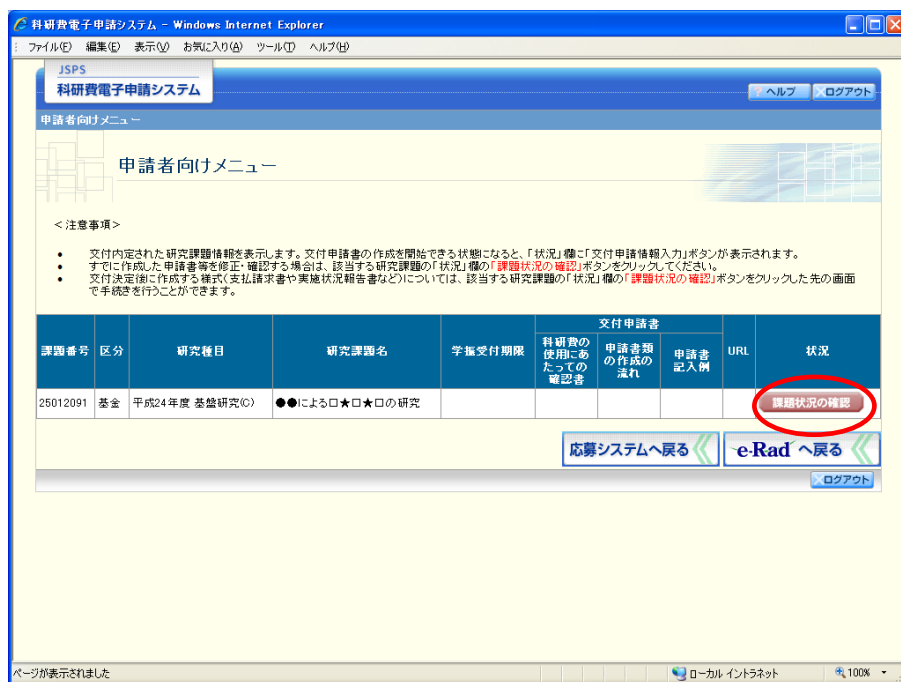 科研費電子申請システム - Windows Internet Explorer
ファイル(F) 編集(E) 表示(V) お気に入り(A) ツール(T) ヘルプ(H)
JSPS
科研費電子申請システム
? ヘルプ
ログアウト
申請者向けメニュー
申請者向けメニュー
＜注意事項＞
• 交付内定された研究課題情報を表示します。交付申請書の作成を開始できる状態になると、「状況」欄に「交付申請情報入力」ボタンが表示されます。
• すでに作成した申請書等を修正・確認する場合は、該当する研究課題の「状況」欄の「課題状況の確認」ボタンをクリックしてください。
• 交付決定後に作成する様式(支払請求書や実施状況報告書など)については、該当する研究課題の「状況」欄の「課題状況の確認」ボタンをクリックした先の画面
で手続きを行うことができます。
課題番号 区分 研究種目 研究課題名 学振受付期限 交付申請書 URL 状況
科研費の
使用にあ
たっての
確認書
申請書類
の作成の
流れ
申請書
記入例
25012091 基金 平成24年度 基盤研究(C) ●●による□★□★□の研究 課題状況の確認
応募システムへ戻る
e-Rad へ戻る
ログアウト
ページが表示されました
ローカル イントラネット
100%